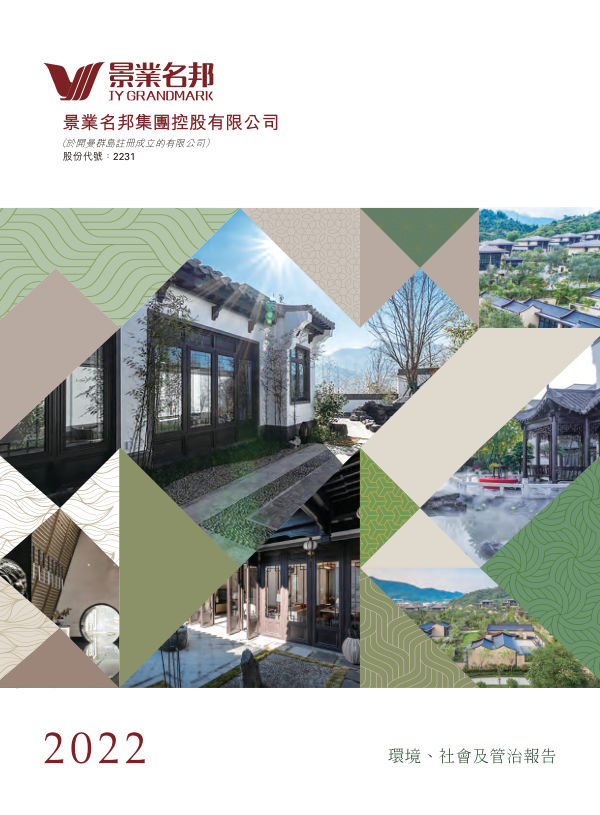 景業名邦
JY GRANDMARK
景業名邦集團控股有限公司
(於開曼群島註冊成立的有限公司)
股份代號：2231
2022
環境、社會及管治報告